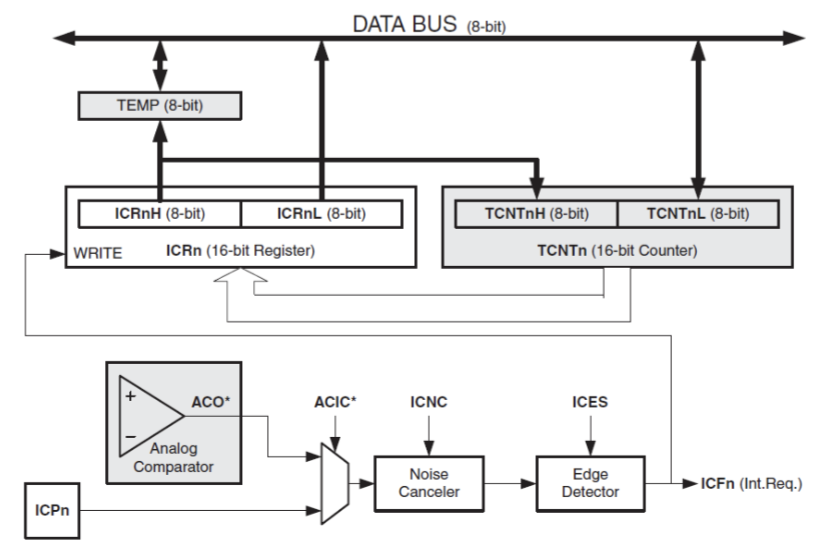 DATA BUS (8-bit)
TEMP (8-bit)
ICRnH (8-bit)
ICRnL (8-bit)
TCNTnH (8-bit)
TCNTnL (8-bit)
WRITE
ICRn (16-bit Register)
TCNTn (16-bit Counter)
+
ACO*
ACIC*
ICNC
ICES
−
Analog
Comparator
Noise
Canceler
Edge
Detector
ICFn (Int.Req.)
ICPn